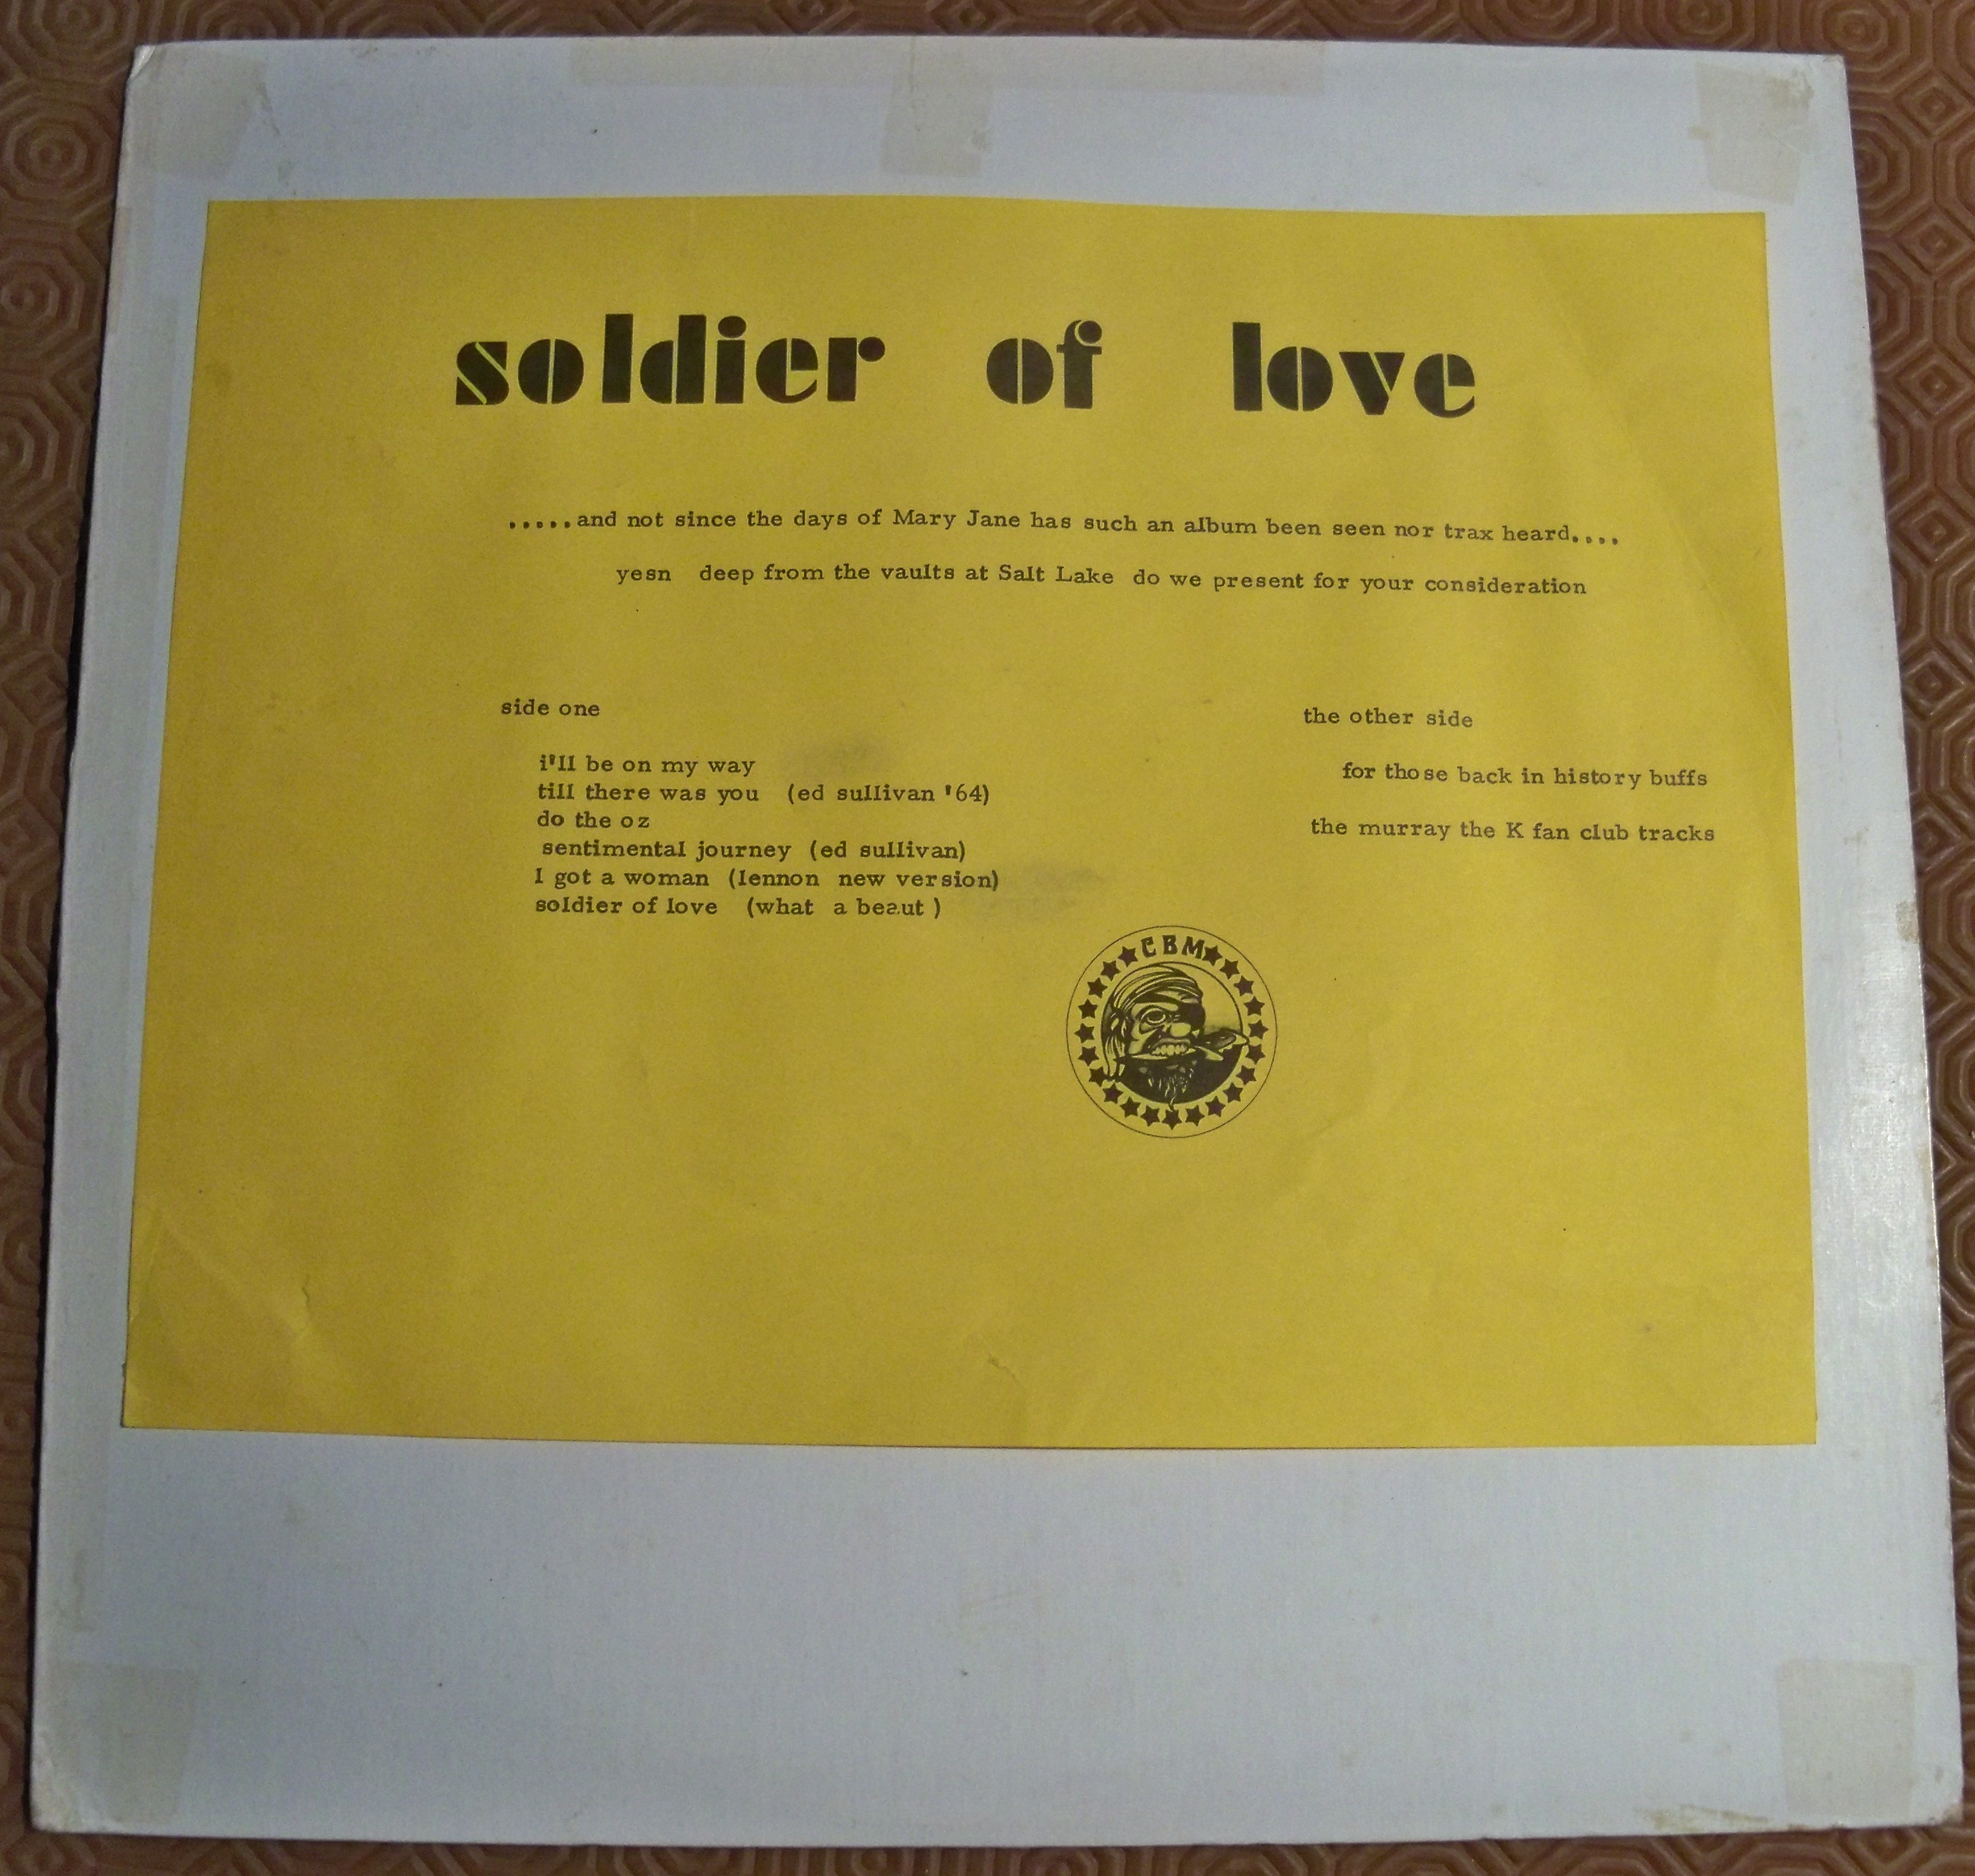 soldier of love
.....and not since the days of Mary Jane has such an album been seen nor trax heard....
yesn deep from the vaults at Salt Lake do we present for your consideration
side one
i'll be on my way
till there was you (ed sullivan '64)
do the oz
sentimental journey (ed sullivan)
I got a woman (lennon new version)
soldier of love (what a beaut )
the other side
for those back in history buffs
the murray the K fan club tracks
CBM